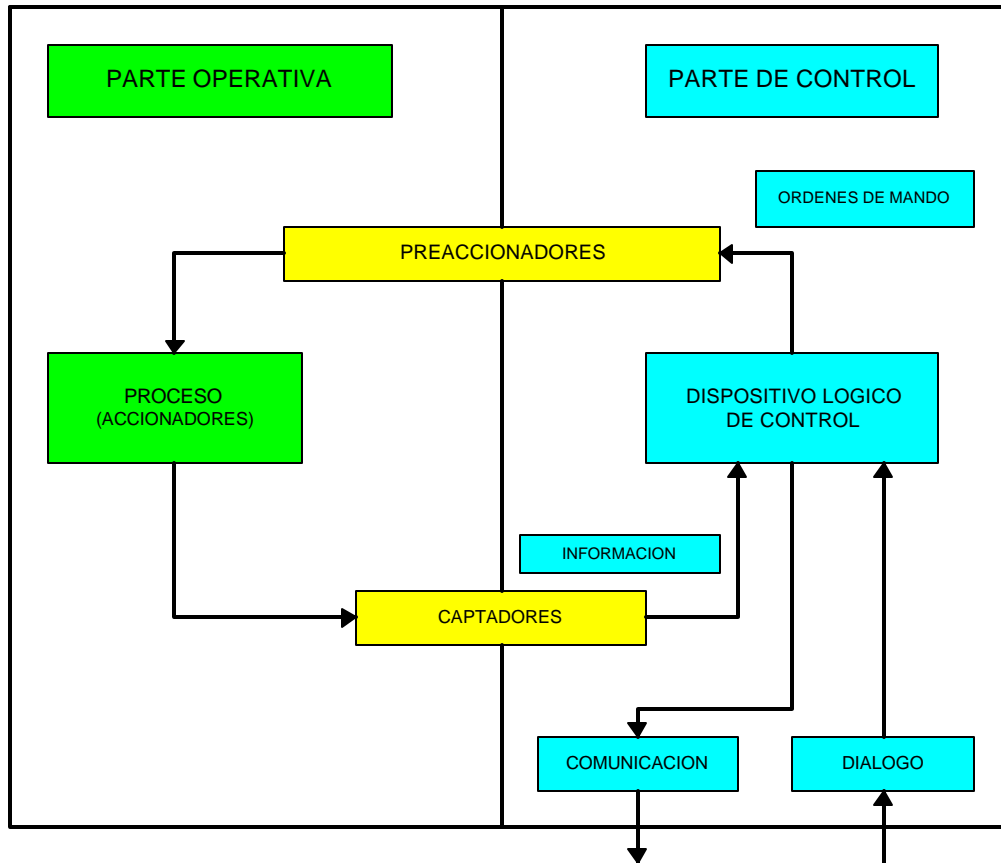 PARTE OPERATIVA
PARTE DE CONTROL
ORDENES DE MANDO
PREACCIONADORES
PROCESO
(ACCIONADORES)
DISPOSITIVO LOGICO
DE CONTROL
INFORMACION
CAPTADORES
COMUNICACION
DIALOGO